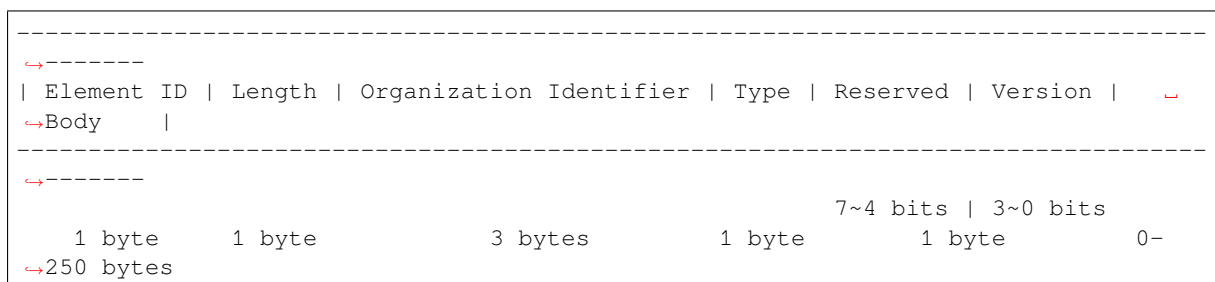 -------------------------------------------------------------------------------------
↪-------
| Element ID | Length | Organization Identifier | Type | Reserved | Version |   ␣
↪Body    |
-------------------------------------------------------------------------------------
↪-------
                                                           7~4 bits | 3~0 bits
    1 byte     1 byte             3 bytes         1 byte        1 byte         0-
↪250 bytes